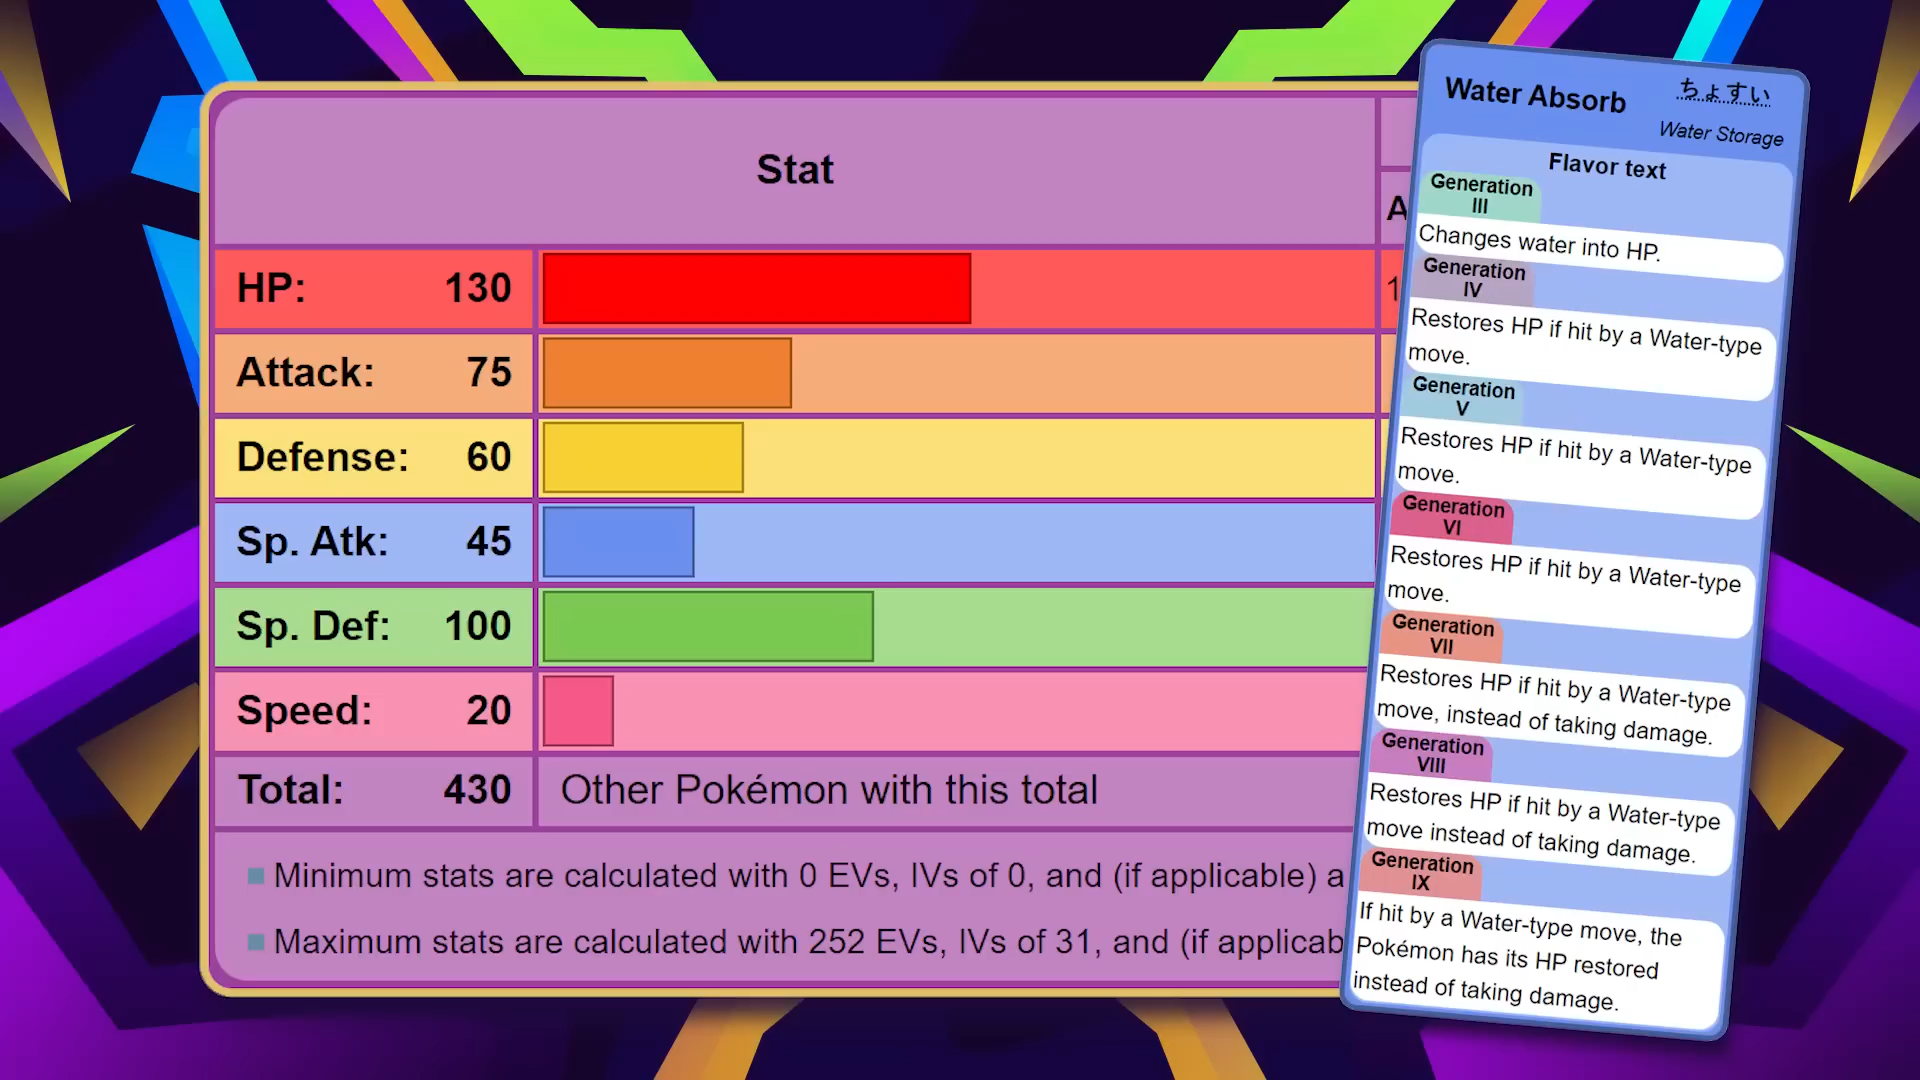 Stat
A
HP: 130
1
Attack: 75
Defense: 60
Sp. Atk: 45
Sp. Def: 100
Speed: 20
Total: 430 Other Pokémon with this total
Minimum stats are calculated with 0 EVs, IVs of 0, and (if applicable) a
Maximum stats are calculated with 252 EVs, IVs of 31, and (if applicab
Water Absorb
ちょすい
Water Storage
Flavor text
Generation
III
Changes water into HP.
Generation
IV
Restores HP if hit by a Water-type
move.
Generation
V
Restores HP if hit by a Water-type
move.
Generation
VI
Restores HP if hit by a Water-type
move.
Generation
VII
Restores HP if hit by a Water-type
move, instead of taking damage.
Generation
VIII
Restores HP if hit by a Water-type
move instead of taking damage.
Generation
IX
If hit by a Water-type move, the
Pokémon has its HP restored
instead of taking damage.